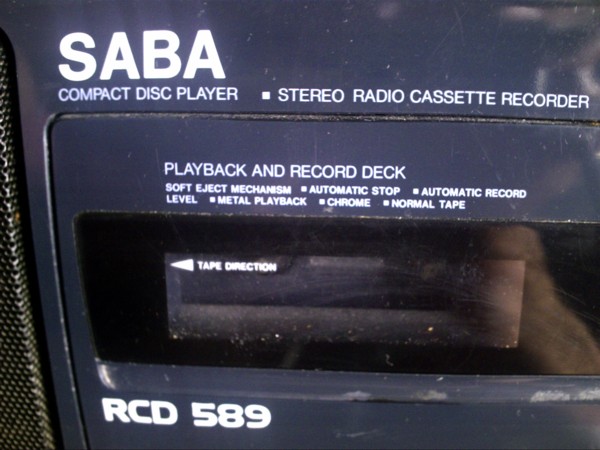 SABA
COMPACT DISC PLAYER ▪ STEREO RADIO CASSETTE RECORDER
PLAYBACK AND RECORD DECK
SOFT EJECT MECHANISM ▪ AUTOMATIC STOP ▪ AUTOMATIC RECORD
LEVEL ▪ METAL PLAYBACK ▪ CHROME ▪ NORMAL TAPE
TAPE DIRECTION
RCD 589